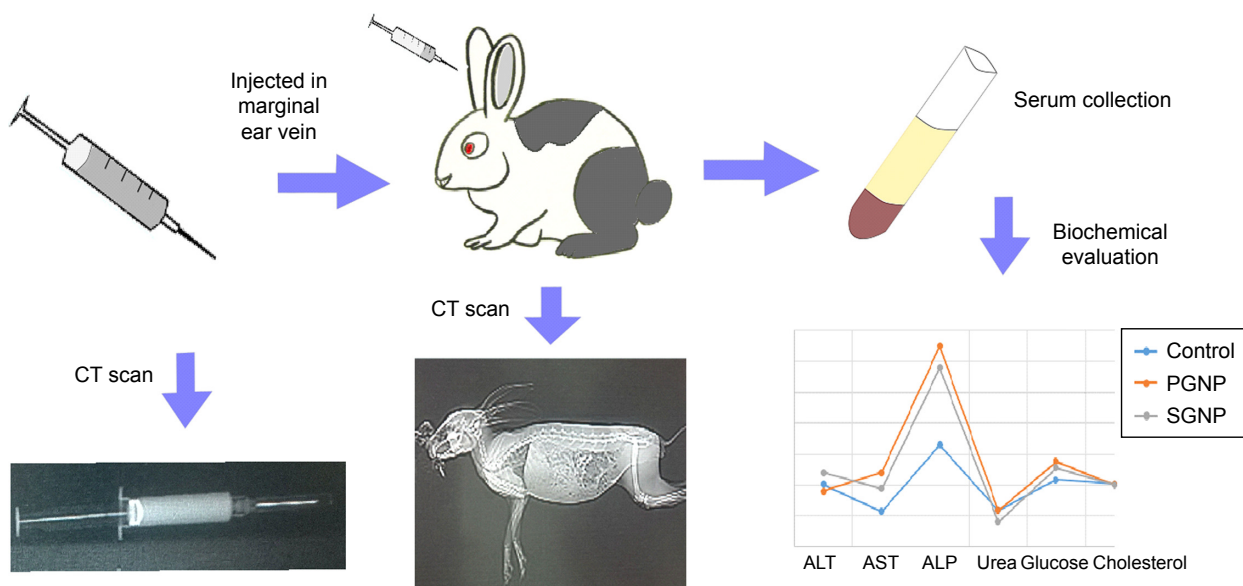 Injected in
marginal
ear vein
Serum collection
Biochemical
evaluation
CT scan
CT scan
Control
PGNP
SGNP
ALT AST ALP Urea Glucose Cholesterol